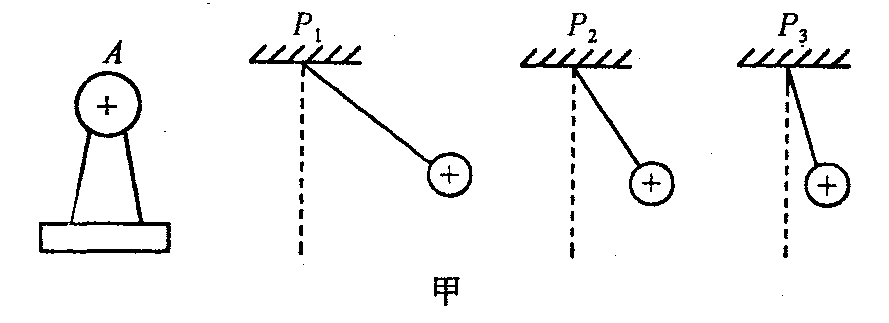 A P₁ P₂ P₃
+ + + +
甲